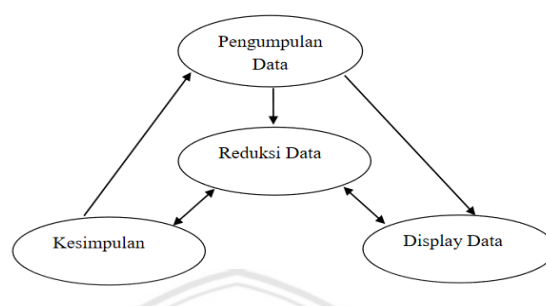 Pengumpulan
Data
Reduksi Data
Kesimpulan
Display Data